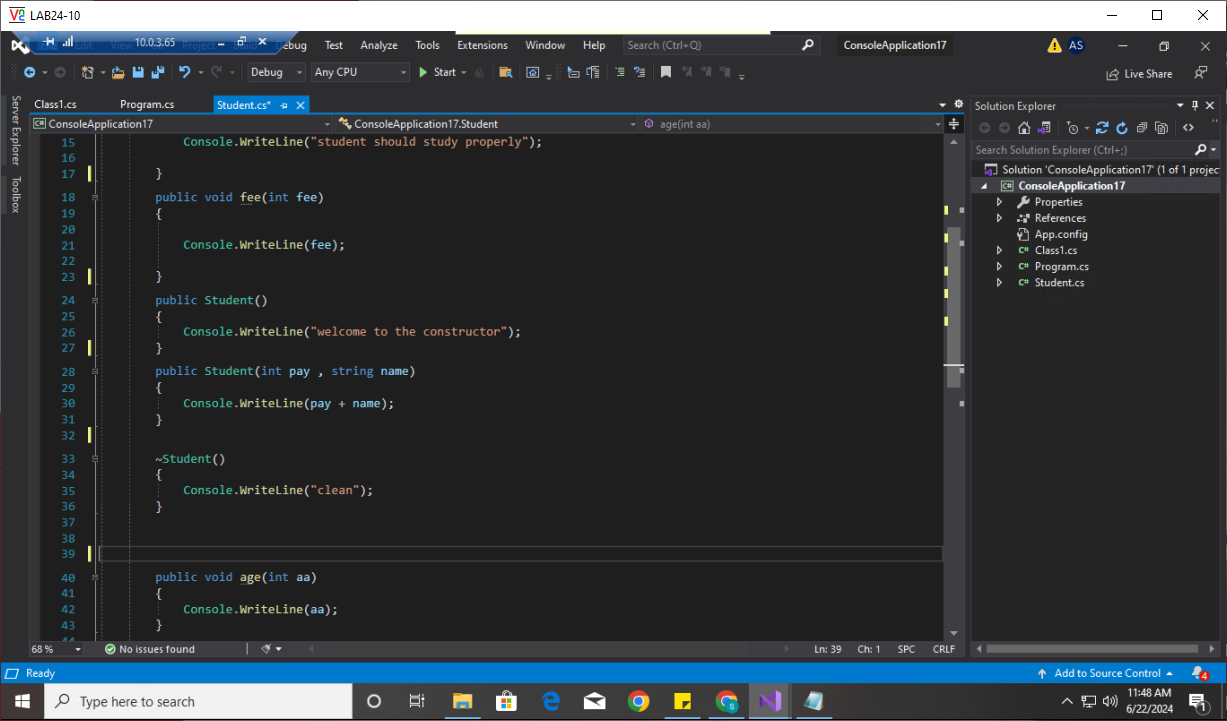 LAB24-10
10.0.3.65
Edit View Project Build Debug Test Analyze Tools Extensions Window Help Search (Ctrl+Q) ConsoleApplication17 AS
Debug Any CPU Start Live Share
Server Explorer
Toolbox
Class1.cs Program.cs Student.cs*
ConsoleApplication17 ConsoleApplication17.Student age(int aa)
15 Console.WriteLine("student should study properly");
16
17 }
18 public void fee(int fee)
19 {
20
21 Console.WriteLine(fee);
22
23 }
24 public Student()
25 {
26 Console.WriteLine("welcome to the constructor");
27 }
28 public Student(int pay , string name)
29 {
30 Console.WriteLine(pay + name);
31 }
32
33 ~Student()
34 {
35 Console.WriteLine("clean");
36 }
37
38
39
40 public void age(int aa)
41 {
42 Console.WriteLine(aa);
43 }
44
68 % No issues found Ln: 39 Ch: 1 SPC CRLF
Solution Explorer
Search Solution Explorer (Ctrl+;)
Solution 'ConsoleApplication17' (1 of 1 project
C# ConsoleApplication17
Properties
References
App.config
C# Class1.cs
C# Program.cs
C# Student.cs
Ready Add to Source Control 4
Type here to search
11:48 AM
6/22/2024
1